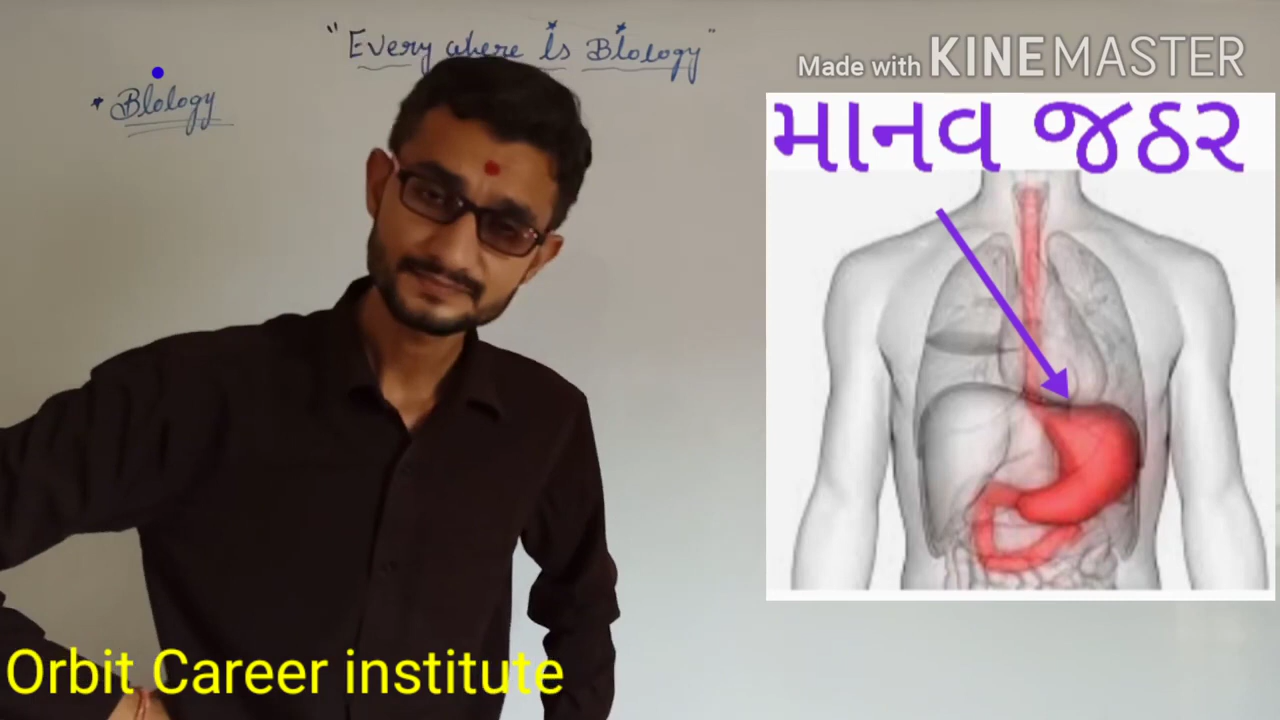 "Every where is Biology"
* Biology
Made with KINEMASTER
માનવ જઠર
Orbit Career institute